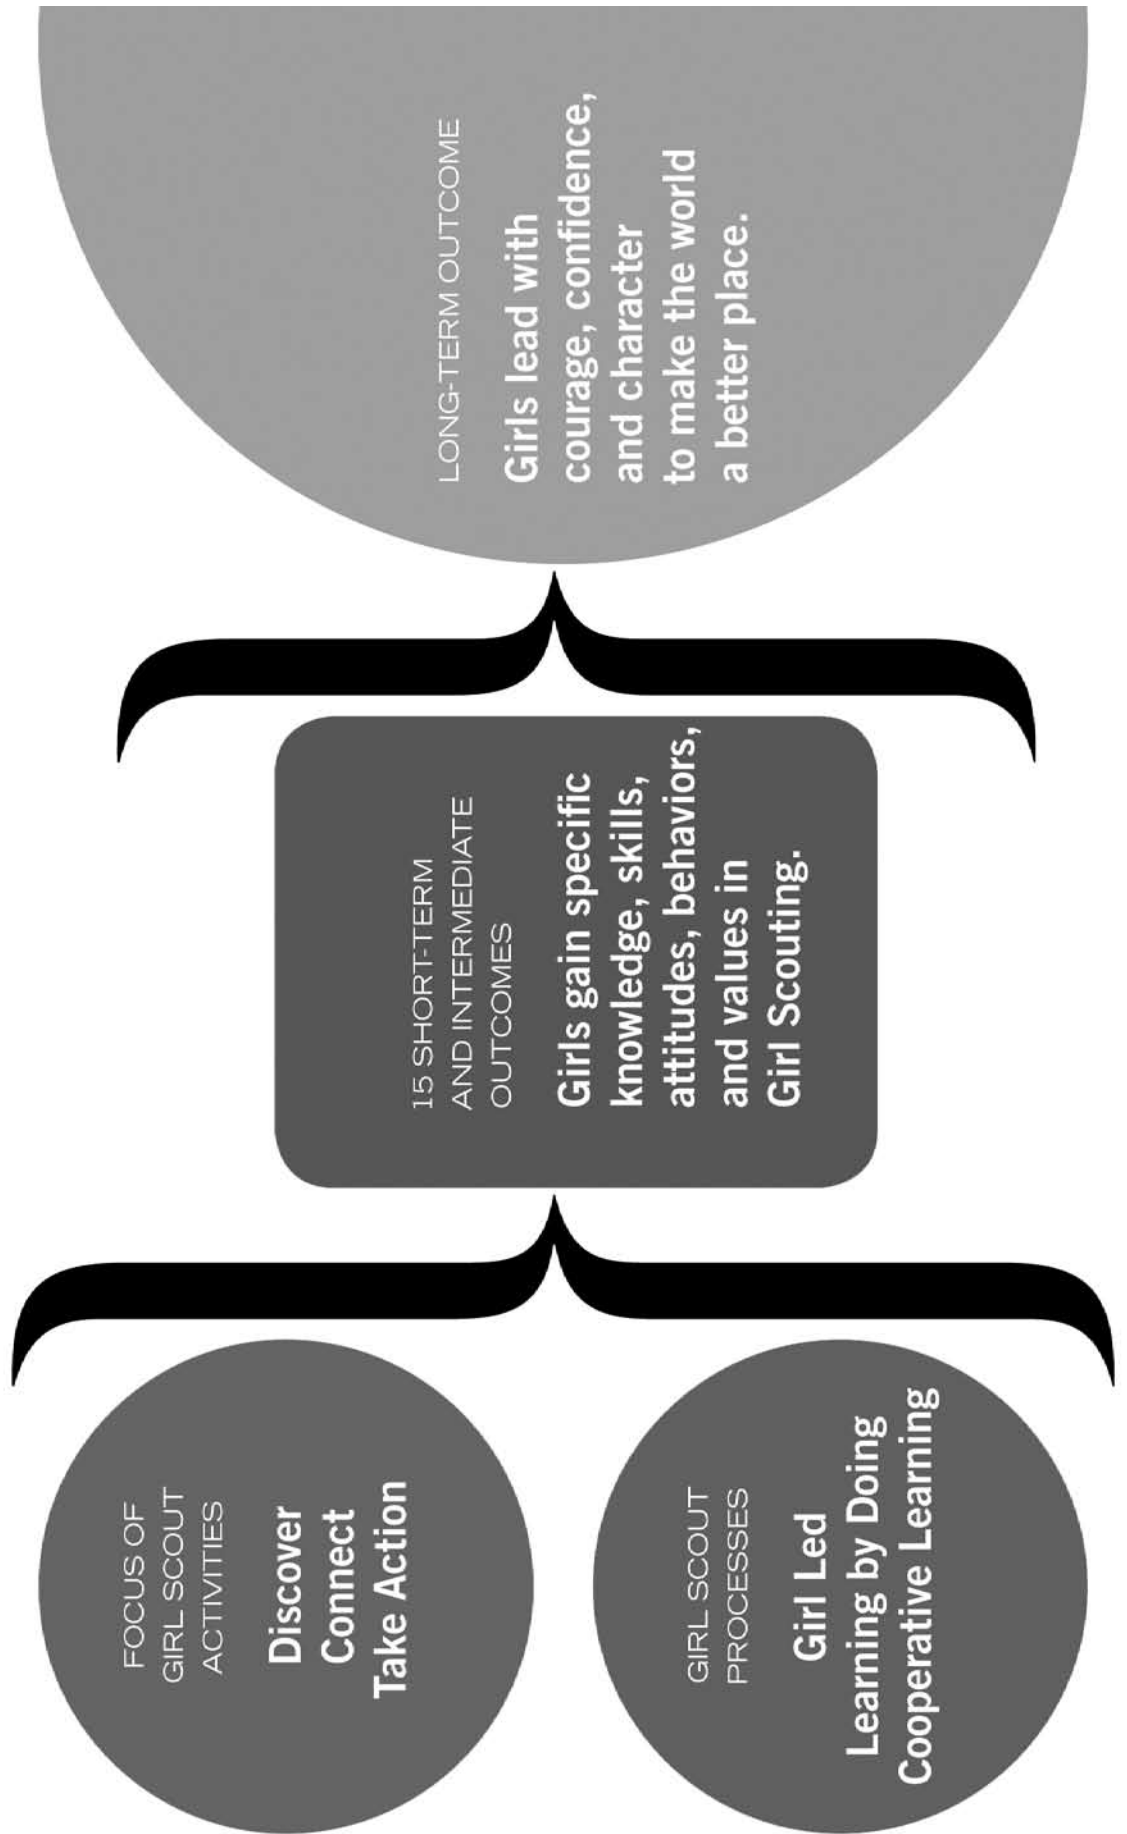 FOCUS OF
GIRL SCOUT
ACTIVITIES
Discover
Connect
Take Action
GIRL SCOUT
PROCESSES
Girl Led
Learning by Doing
Cooperative Learning
15 SHORT-TERM
AND INTERMEDIATE
OUTCOMES
Girls gain specific
knowledge, skills,
attitudes, behaviors,
and values in
Girl Scouting.
LONG-TERM OUTCOME
Girls lead with
courage, confidence,
and character
to make the world
a better place.